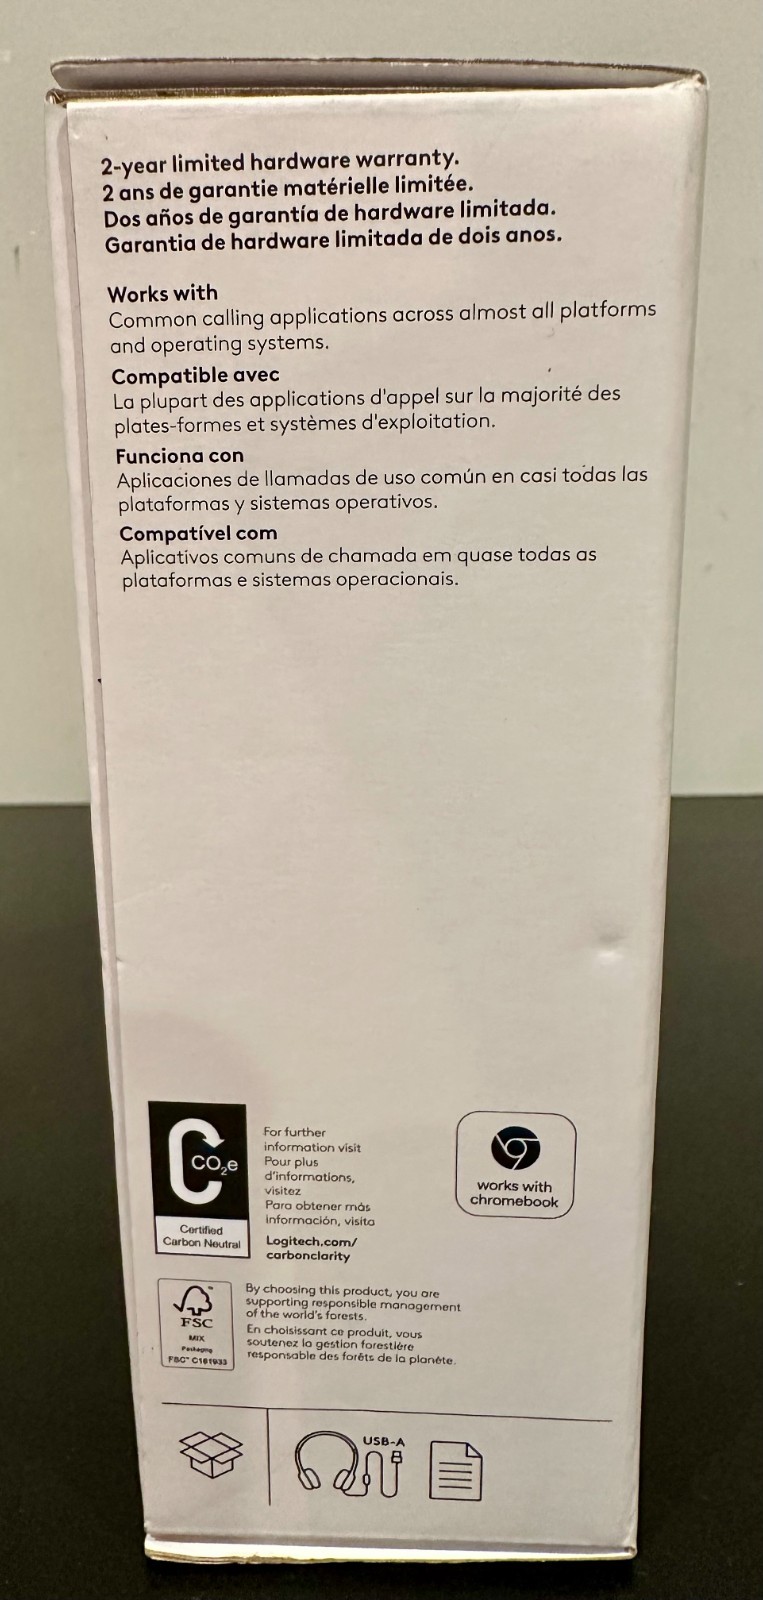 2-year limited hardware warranty.
2 ans de garantie matérielle limitée.
Dos años de garantía de hardware limitada.
Garantia de hardware limitada de dois anos.
Works with
Common calling applications across almost all platforms
and operating systems.
Compatible avec
La plupart des applications d'appel sur la majorité des
plates-formes et systèmes d'exploitation.
Funciona con
Aplicaciones de llamadas de uso común en casi todas las
plataformas y sistemas operativos.
Compatível com
Aplicativos comuns de chamada em quase todas as
plataformas e sistemas operacionais.
CO₂e
Certified
Carbon Neutral
For further
information visit
Pour plus
d'informations,
visitez
Para obtener más
información, visita
Logitech.com/
carbonclarity
works with
chromebook
™
FSC
MIX
Packaging
FSC™ C161933
By choosing this product, you are
supporting responsible management
of the world's forests.
En choisissant ce produit, vous
soutenez la gestion forestière
responsable des forêts de la planète.
USB-A